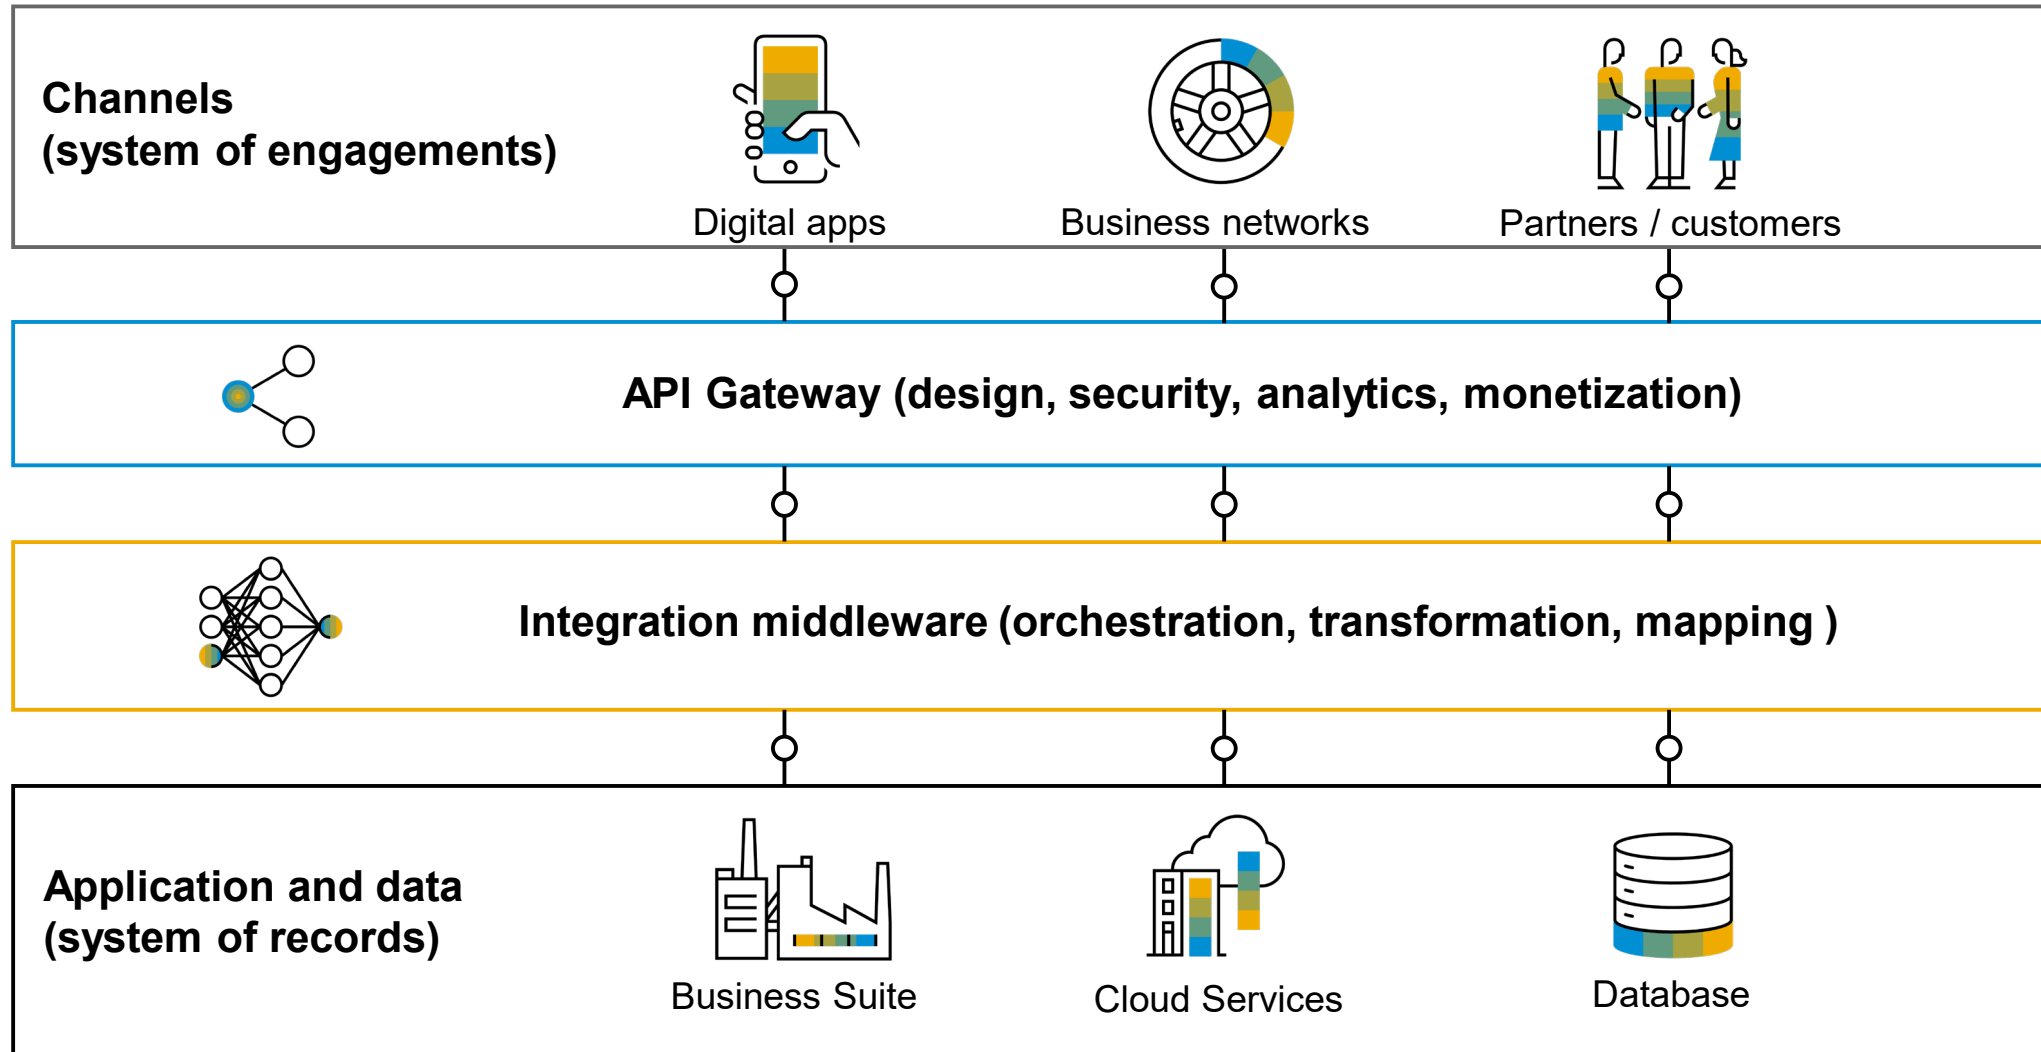 Channels
(system of engagements)
Digital apps
Business networks
Partners / customers
API Gateway (design, security, analytics, monetization)
Integration middleware (orchestration, transformation, mapping )
Application and data
(system of records)
Business Suite
Cloud Services
Database